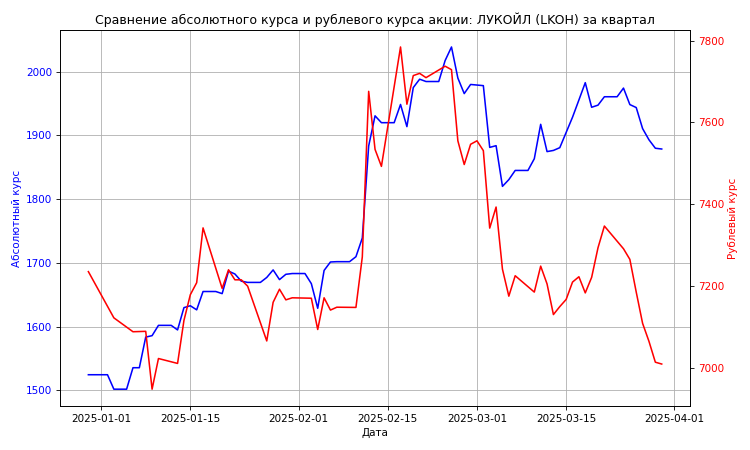 Сравнение абсолютного курса и рублевого курса акции: ЛУКОЙЛ (LKOH) за квартал
Абсолютный курс
2000
1900
1800
1700
1600
1500
7800
7600
7400
7200
7000
Рублевый курс
2025-01-01 2025-01-15 2025-02-01 2025-02-15 2025-03-01 2025-03-15 2025-04-01
Дата